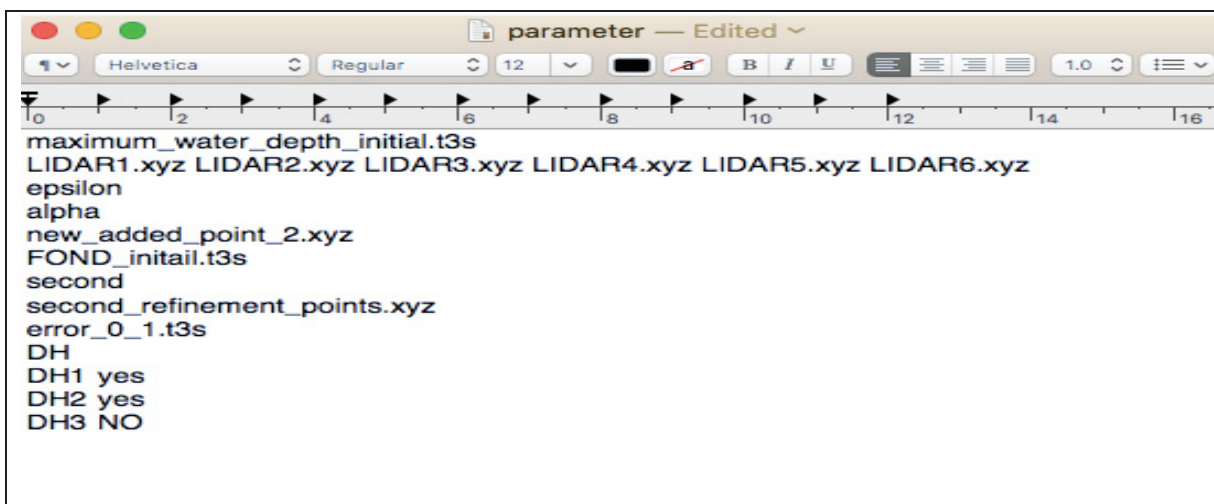 parameter — Edited
¶ Helvetica Regular 12 a B I U 1.0
0 2 4 6 8 10 12 14 16
maximum_water_depth_initial.t3s
LIDAR1.xyz LIDAR2.xyz LIDAR3.xyz LIDAR4.xyz LIDAR5.xyz LIDAR6.xyz
epsilon
alpha
new_added_point_2.xyz
FOND_initail.t3s
second
second_refinement_points.xyz
error_0_1.t3s
DH
DH1 yes
DH2 yes
DH3 NO